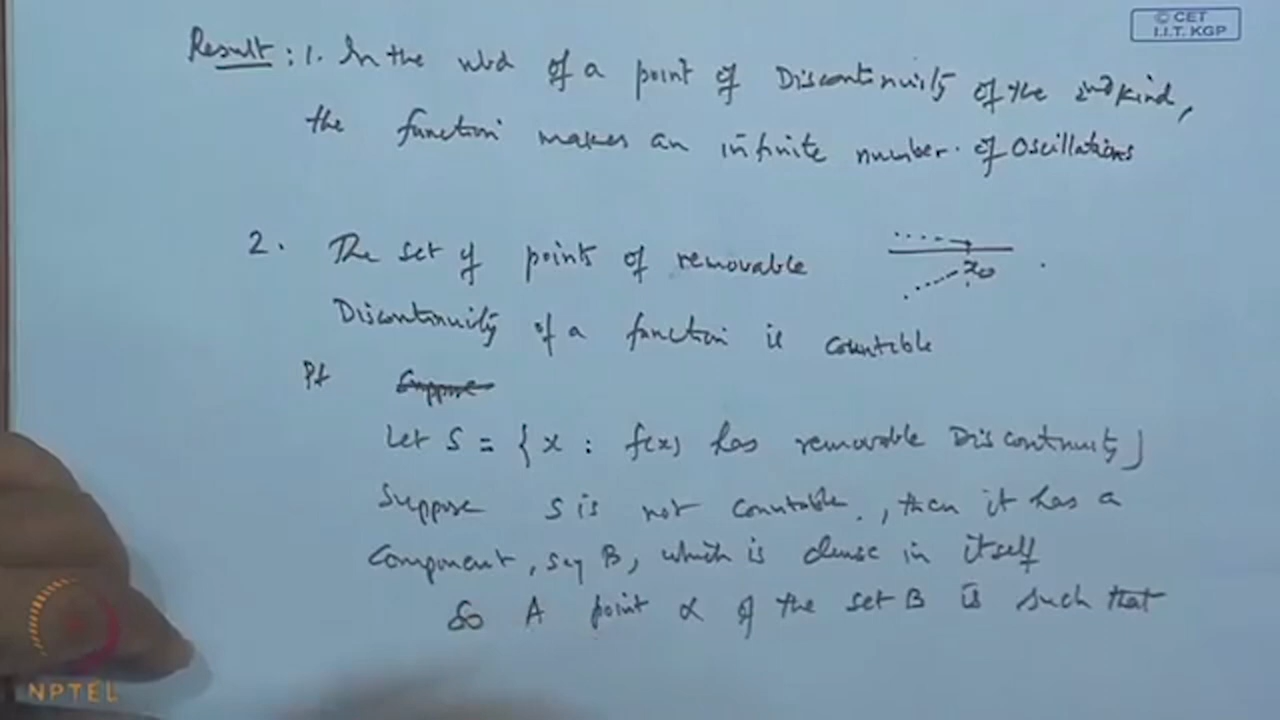 © CET
I.I.T. KGP
Result : 1. In the nbd of a point of Discontinuity of the 2nd kind,
the function makes an infinite number of Oscillations
2. The set of points of removable
x₀
Discontinuity of a function is countable
Pf Suppose
Let S = { x : f(x) has removable Discontinuity }
Suppose S is not countable., then it has a
Component, say B, which is dense in itself
So A point α of the set B is such that
NPTEL